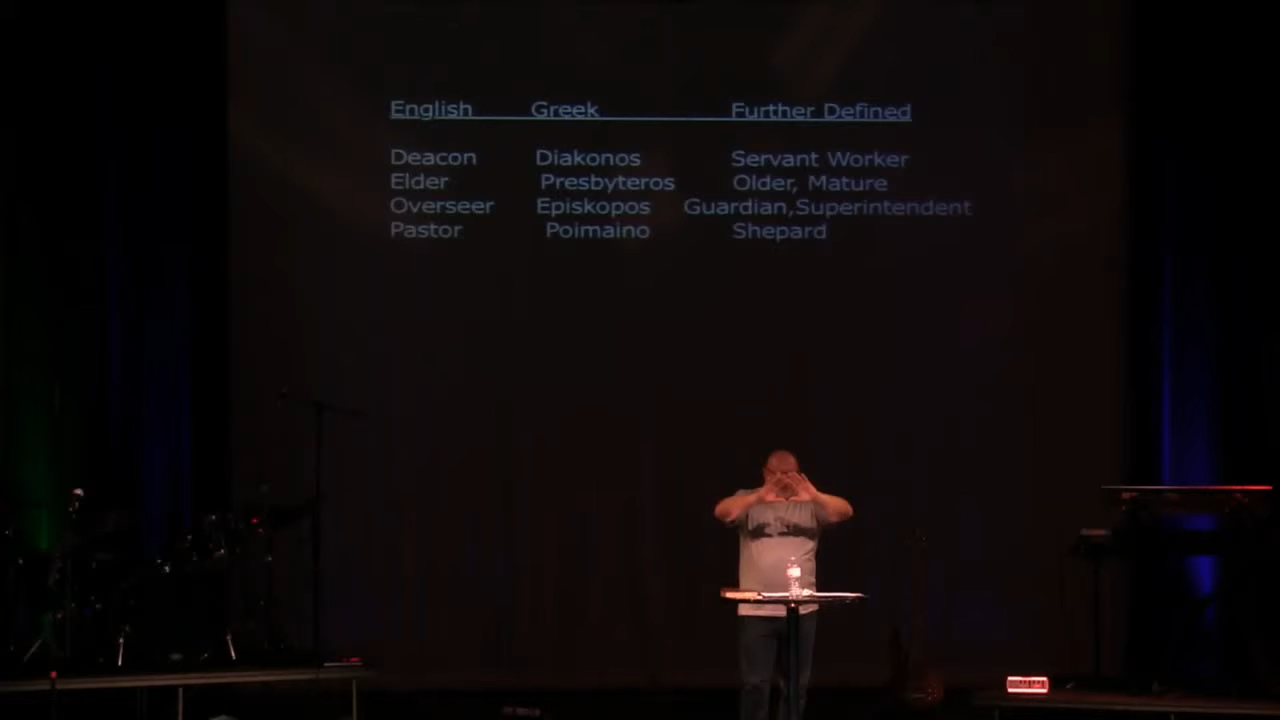 English Greek Further Defined
Deacon Diakonos Servant Worker
Elder Presbyteros Older, Mature
Overseer Episkopos Guardian,Superintendent
Pastor Poimaino Shepard